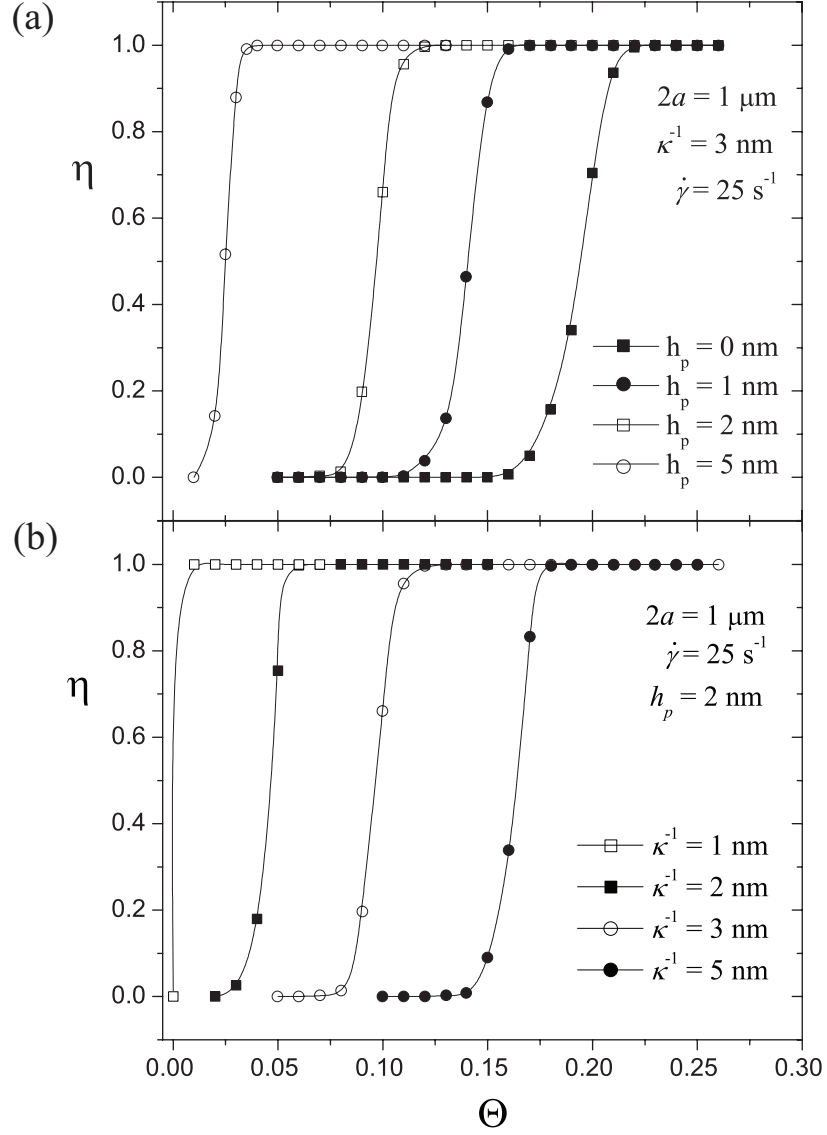 (a)
1.0
0.8
0.6
0.4
0.2
0.0
η
2a = 1 μm
κ⁻¹ = 3 nm
γ̇ = 25 s⁻¹
h_p = 0 nm
h_p = 1 nm
h_p = 2 nm
h_p = 5 nm
(b)
1.0
0.8
0.6
0.4
0.2
0.0
η
2a = 1 μm
γ̇ = 25 s⁻¹
h_p = 2 nm
κ⁻¹ = 1 nm
κ⁻¹ = 2 nm
κ⁻¹ = 3 nm
κ⁻¹ = 5 nm
0.00 0.05 0.10 0.15 0.20 0.25 0.30
Θ